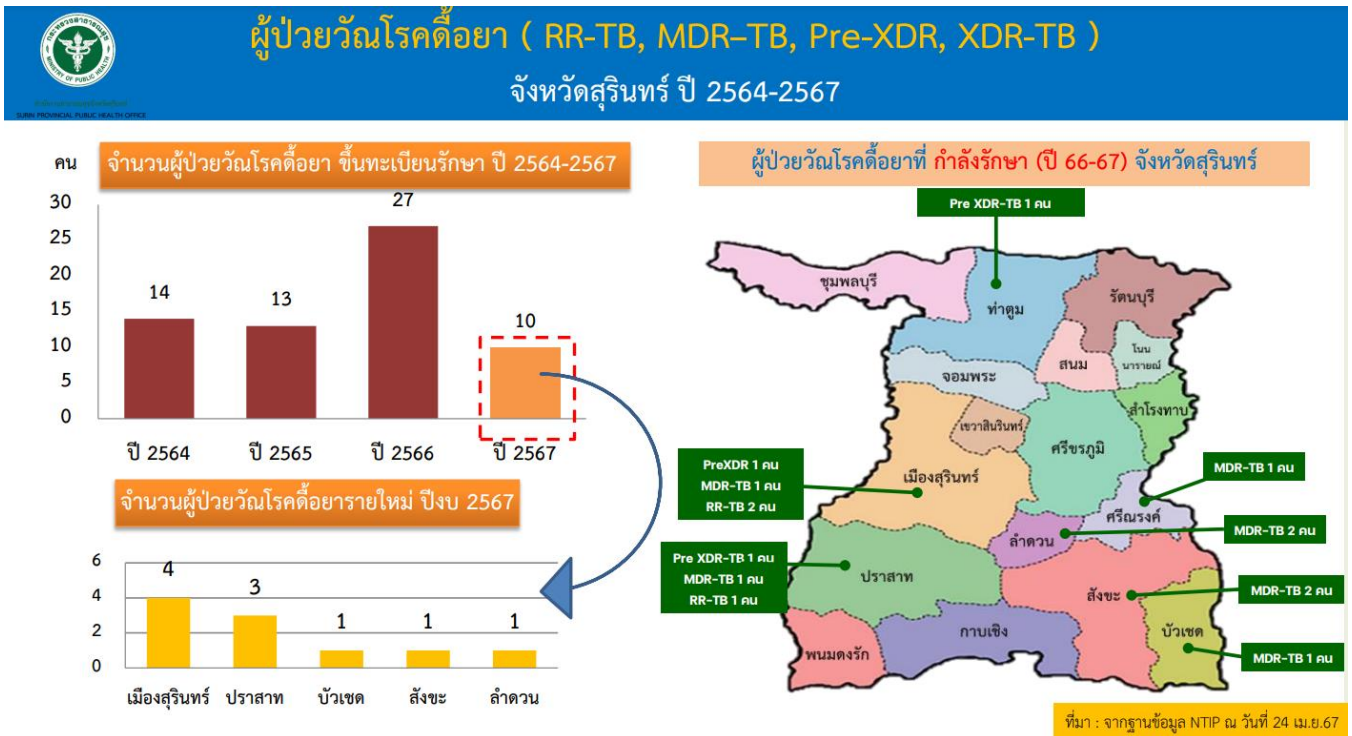 กระทรวงสาธารณสุข
MINISTRY OF PUBLIC HEALTH
SURIN PROVINCIAL PUBLIC HEALTH OFFICE
ผู้ป่วยวัณโรคดื้อยา ( RR-TB, MDR–TB, Pre-XDR, XDR-TB )
จังหวัดสุรินทร์ ปี 2564-2567
คน
จำนวนผู้ป่วยวัณโรคดื้อยา ขึ้นทะเบียนรักษา ปี 2564-2567
30
25
20
15
10
5
0
14
13
27
10
ปี 2564
ปี 2565
ปี 2566
ปี 2567
จำนวนผู้ป่วยวัณโรคดื้อยารายใหม่ ปีงบ 2567
6
4
2
0
4
3
1
1
1
เมืองสุรินทร์
ปราสาท
บัวเชด
สังขะ
ลำดวน
ผู้ป่วยวัณโรคดื้อยาที่ กำลังรักษา (ปี 66-67) จังหวัดสุรินทร์
Pre XDR-TB 1 คน
ชุมพลบุรี
ท่าตูม
รัตนบุรี
สนม
โนน
นารายณ์
จอมพระ
สำโรงทาบ
เขวาสินรินทร์
ศรีขรภูมิ
PreXDR 1 คน
MDR-TB 1 คน
RR-TB 2 คน
เมืองสุรินทร์
MDR-TB 1 คน
ศรีณรงค์
ลำดวน
MDR-TB 2 คน
Pre XDR-TB 1 คน
MDR-TB 1 คน
RR-TB 1 คน
ปราสาท
สังขะ
MDR-TB 2 คน
กาบเชิง
บัวเชด
พนมดงรัก
MDR-TB 1 คน
ที่มา : จากฐานข้อมูล NTIP ณ วันที่ 24 เม.ย.67